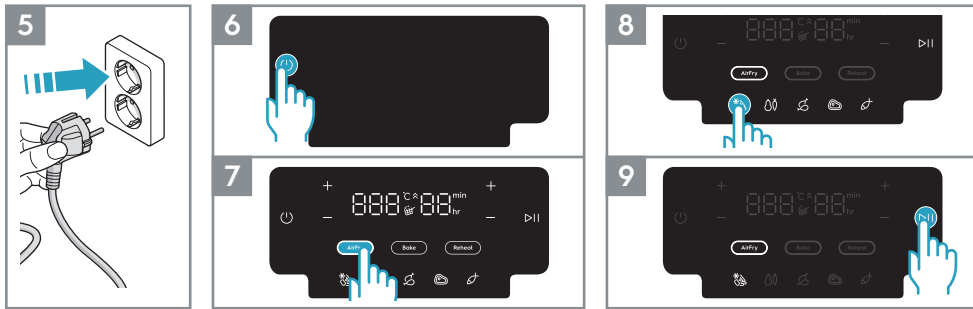 5
6
7
888 °C 88 min
hr
AirFry Bake Reheat
8
888 88 min
hr
AirFry Bake Reheat
9
888 °C 88 min
hr
AirFry Bake Reheat